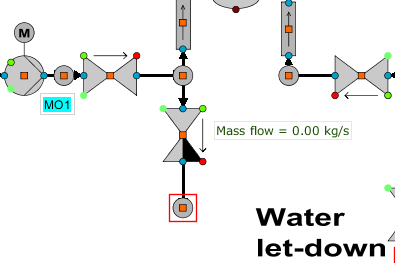 M
MO1
Mass flow = 0.00 kg/s
Water
let-down